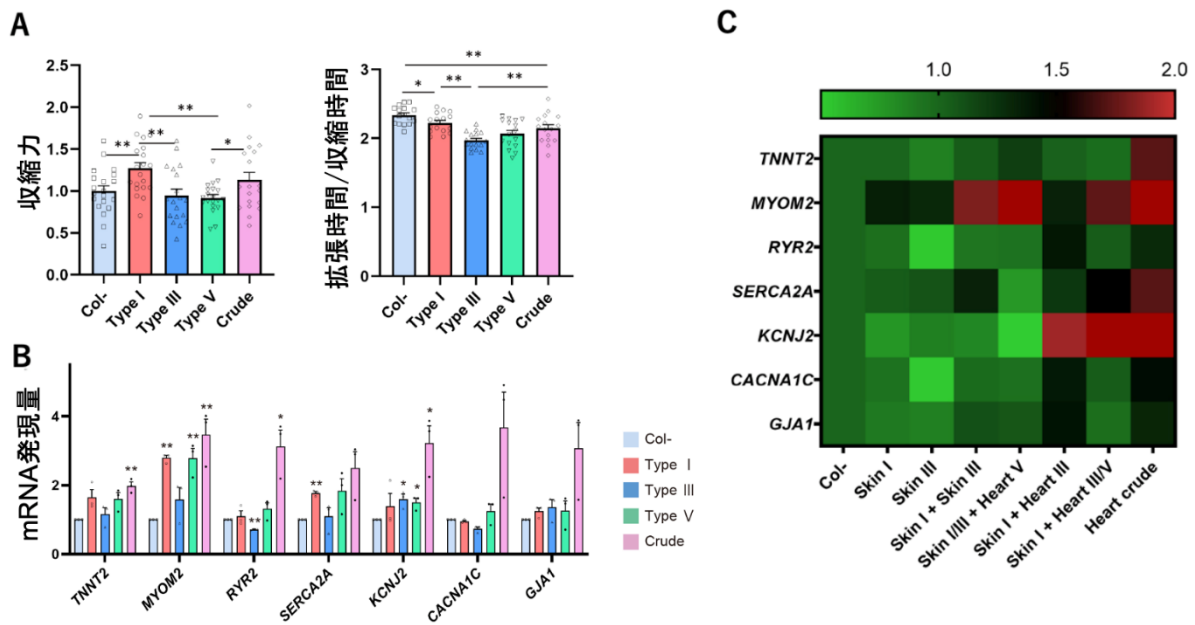 A
収縮力
2.5
2.0
1.5
1.0
0.5
0.0
**
**
**
*
Col-
Type I
Type III
Type V
Crude
拡張時間/収縮時間
3
2
1
0
**
*
**
**
Col-
Type I
Type III
Type V
Crude
B
mRNA発現量
4
2
0
**
**
**
**
**
*
**
*
*
*
TNNT2
MYOM2
RYR2
SERCA2A
KCNJ2
CACNA1C
GJA1
Col-
Type I
Type III
Type V
Crude
C
1.0
1.5
2.0
TNNT2
MYOM2
RYR2
SERCA2A
KCNJ2
CACNA1C
GJA1
Col-
Skin I
Skin III
Skin I + Skin III
Skin I/III + Heart V
Skin I + Heart III
Skin I + Heart III/V
Heart crude